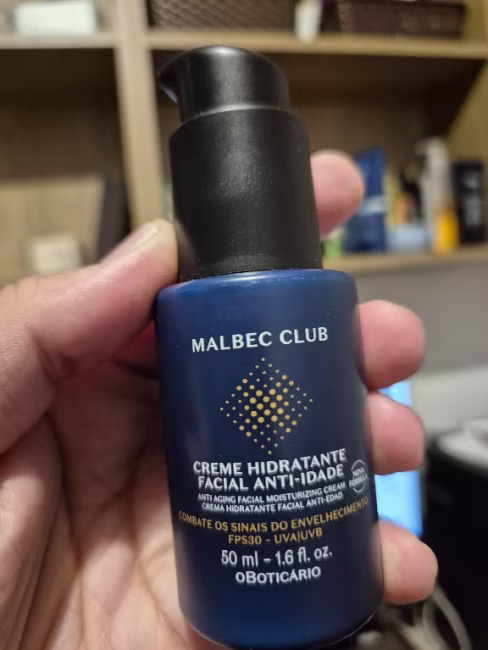 MALBEC CLUB
CREME HIDRATANTE
FACIAL ANTI-IDADE
NOVA
FÓRMULA
ANTI AGING FACIAL MOISTURIZING CREAM
CREMA HIDRATANTE FACIAL ANTI-EDAD
COMBATE OS SINAIS DO ENVELHECIMENTO
FPS30 - UVA|UVB
50 ml – 1.6 fl. oz.
OBOTICÁRIO